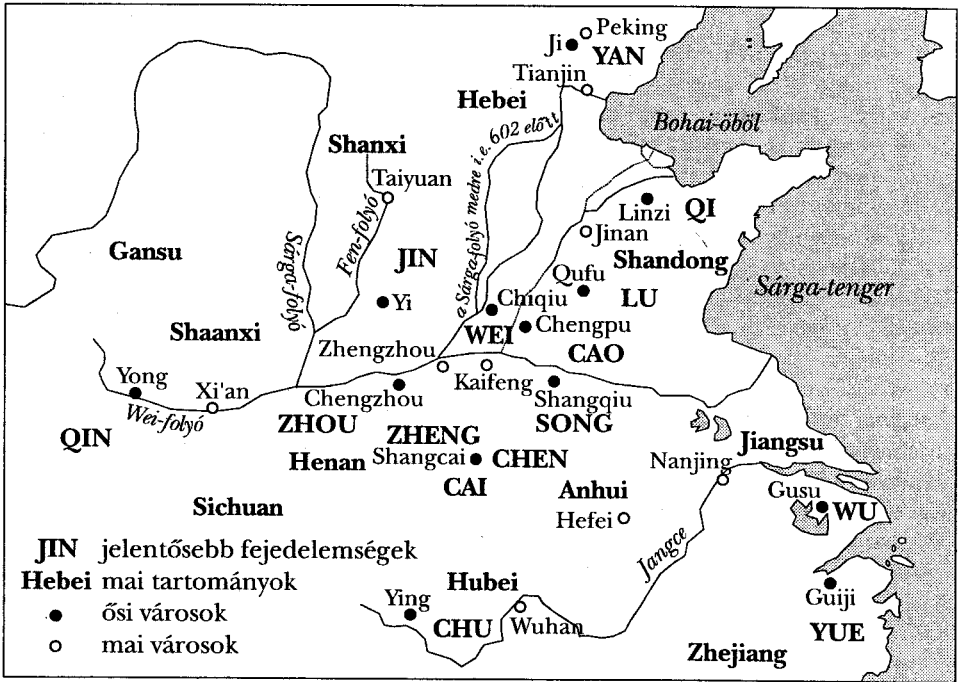 Peking
Ji
YAN
Tianjin
Hebei
Bohai-öböl
a Sárga-folyó medre i.e. 602 előtt
Shanxi
Taiyuan
Fen-folyó
Linzi
QI
Jinan
Gansu
Sárga-folyó
JIN
Shandong
Qufu
LU
Sárga-tenger
Yi
Chiqiu
Shaanxi
WEI
Chengpu
Zhengzhou
CAO
Yong
Xi'an
Kaifeng
Chengzhou
Shangqiu
Wei-folyó
QIN
ZHOU
ZHENG
SONG
Jiangsu
Henan
Shangcai
CHEN
Nanjing
CAI
Anhui
Gusu
Sichuan
Hefei
WU
Jangce
JIN jelentősebb fejedelemségek
Hebei mai tartományok
ősi városok
mai városok
Hubei
Ying
CHU
Wuhan
Guiji
YUE
Zhejiang